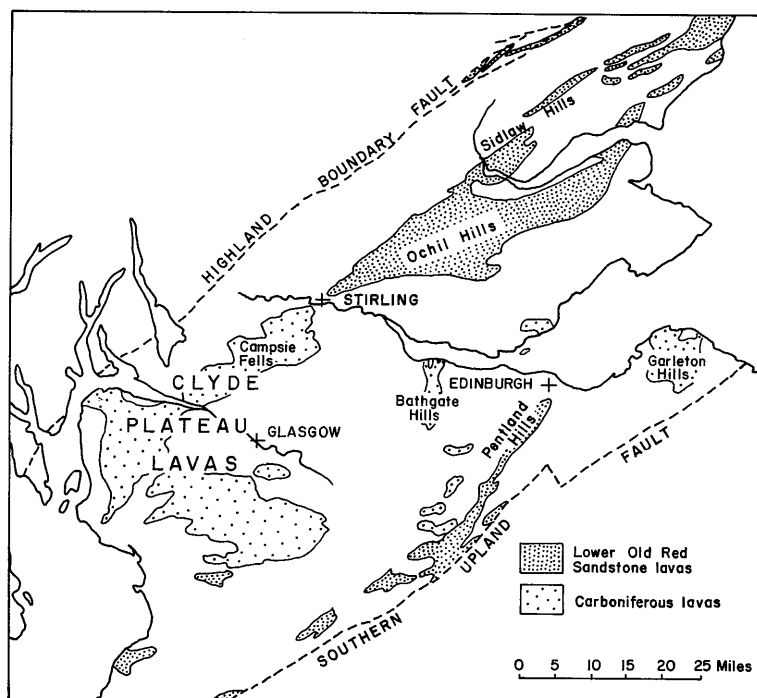 HIGHLAND BOUNDARY FAULT
Sidlaw Hills
Ochil Hills
STIRLING
Campsie
Fells
CLYDE
PLATEAU
LAVAS
GLASGOW
Bathgate
Hills
EDINBURGH
Garleton
Hills
Pentland
Hills
SOUTHERN UPLAND FAULT
Lower Old Red
Sandstone lavas
Carboniferous lavas
0 5 10 15 20 25 Miles